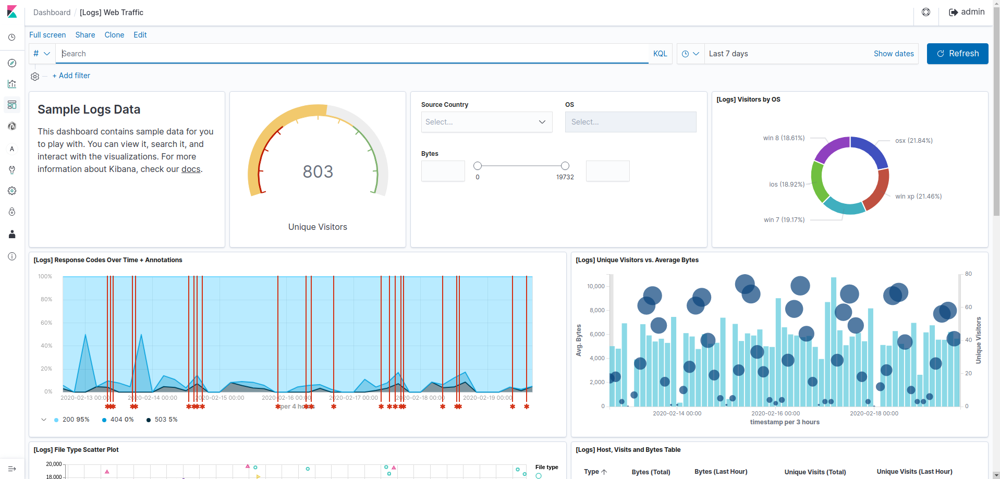 Dashboard / [Logs] Web Traffic
admin
Full screen Share Clone Edit
# Search KQL Last 7 days Show dates Refresh
+ Add filter
Sample Logs Data
This dashboard contains sample data for you
to play with. You can view it, search it, and
interact with the visualizations. For more
information about Kibana, check our docs.
803
Unique Visitors
Source Country OS
Select... Select...
Bytes
0 19732
[Logs] Visitors by OS
win 8 (18.61%) osx (21.84%)
ios (18.92%)
win xp (21.46%)
win 7 (19.17%)
A
[Logs] Response Codes Over Time + Annotations
100%
80%
60%
40%
20%
0%
2020-02-13 00:00 2020-02-14 00:00 2020-02-15 00:00 2020-02-16 00:00 2020-02-17 00:00 2020-02-18 00:00 2020-02-19 00:00
per 4 hours
200 95% 404 0% 503 5%
[Logs] Unique Visitors vs. Average Bytes
10,000
8,000
6,000
4,000
2,000
0
Avg. Bytes
80
60
40
20
0
Unique Visitors
2020-02-14 00:00 2020-02-16 00:00 2020-02-18 00:00
timestamp per 3 hours
[Logs] File Type Scatter Plot
20,000
18,000
File type
[Logs] Host, Visits and Bytes Table
Type Bytes (Total) Bytes (Last Hour) Unique Visits (Total) Unique Visits (Last Hour)